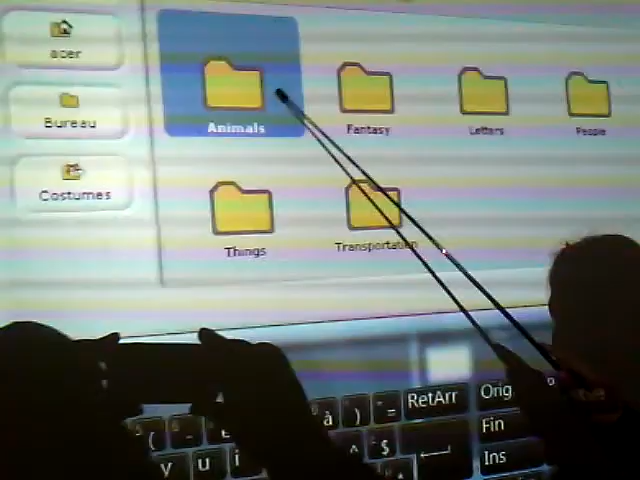 acer
Animals
Fantasy
Letters
People
Bureau
Costumes
Things
Transportation
à ) = RetArr Orig
( - ^ $ Fin
y u i Ins